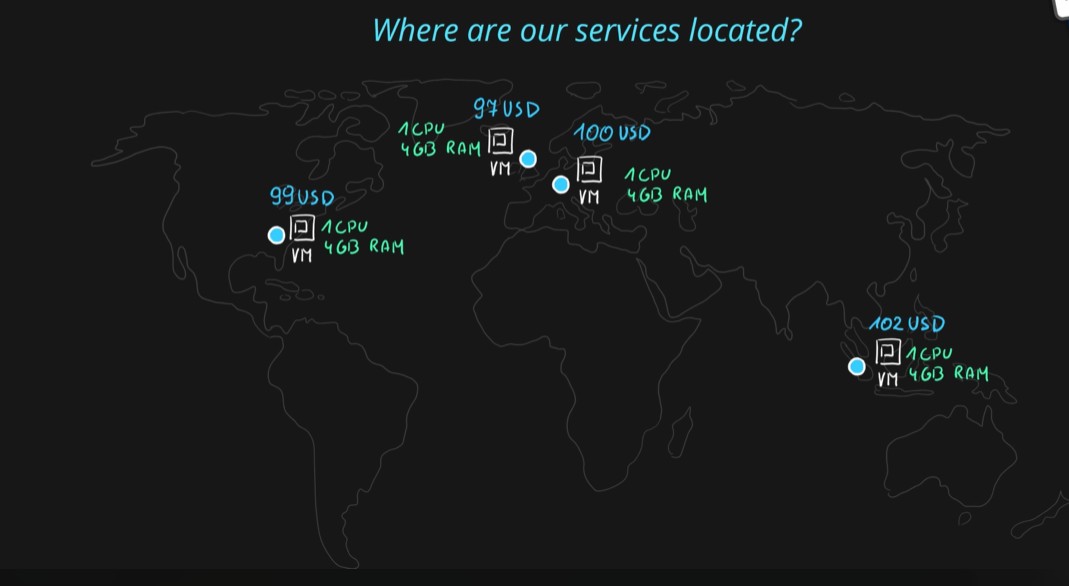 Where are our services located?
97 USD
1 CPU
4GB RAM
VM
100 USD
VM
1 CPU
4GB RAM
99 USD
VM
1 CPU
4GB RAM
102 USD
VM
1 CPU
4GB RAM